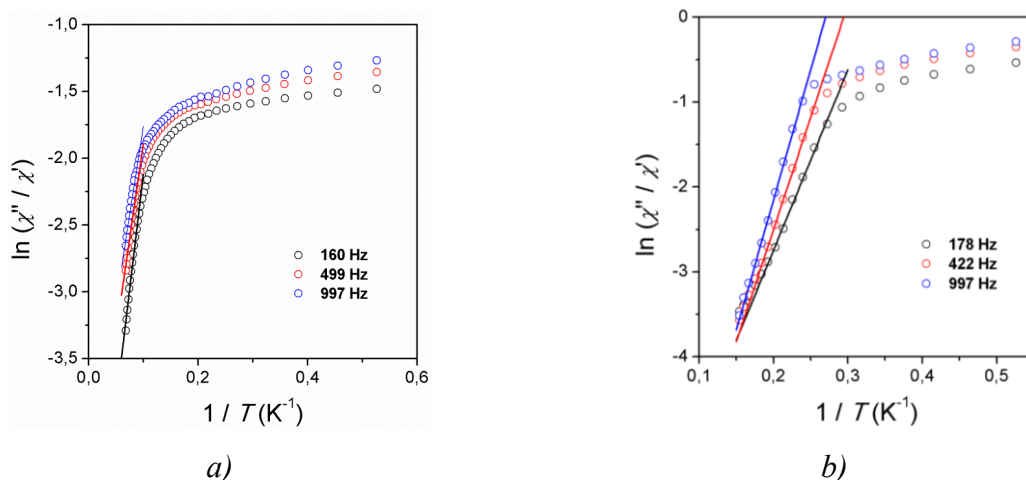 -1,0
-1,5
-2,0
-2,5
-3,0
-3,5
ln (χ'' / χ')
160 Hz
499 Hz
997 Hz
0,0 0,2 0,4 0,6
1 / T (K⁻¹)
a)
0
-1
-2
-3
-4
ln (χ'' / χ')
178 Hz
422 Hz
997 Hz
0,1 0,2 0,3 0,4 0,5
1 / T (K⁻¹)
b)